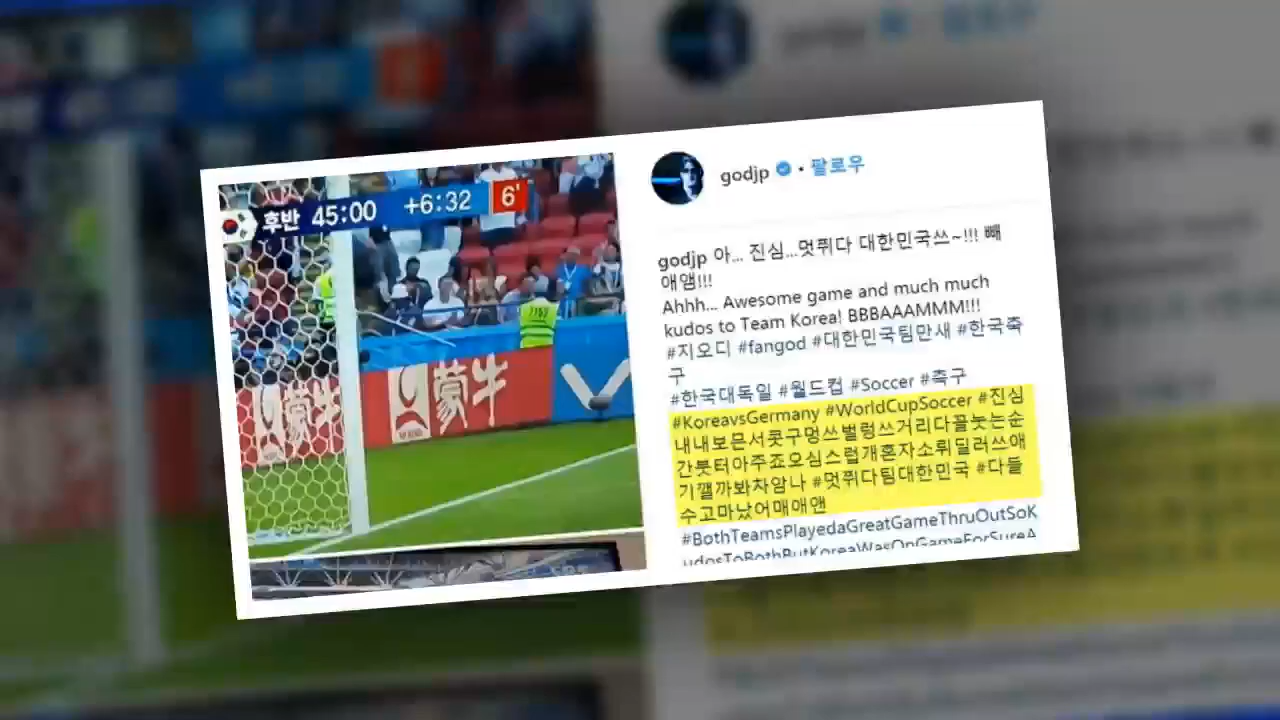 후반 45:00 +6:32 6'
蒙牛
蒙牛
godjp • 팔로우
godjp 아... 진심...멋쮜다 대한민국쓰~!!! 빼
애앰!!!
Ahhh... Awesome game and much much
kudos to Team Korea! BBBAAAMMM!!!
#지오디 #fangod #대한민국팀만새 #한국축
구
#한국대독일 #월드컵 #Soccer #축구
#KoreavsGermany #WorldCupSoccer #진심
내내보믄서콧구멍쓰벌렁쓰거리다꼴늣는순
간붓터아주죠오심스럽개혼자소뤼딜러쓰애
기깰까봐차암나 #멋쮜다팀대한민국 #다들
수고마났어매애앤
#BothTeamsPlayedaGreatGameThruOutSoK
udosToBothButKoreaWasOnGameForSureA